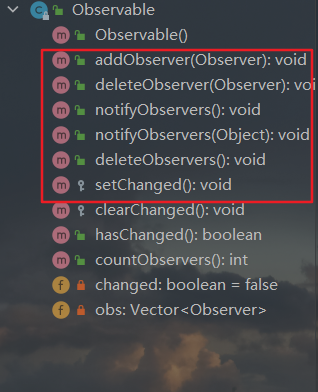 Observable
Observable()
addObserver(Observer): void
deleteObserver(Observer): voi
notifyObservers(): void
notifyObservers(Object): void
deleteObservers(): void
setChanged(): void
clearChanged(): void
hasChanged(): boolean
countObservers(): int
changed: boolean = false
obs: Vector<Observer>